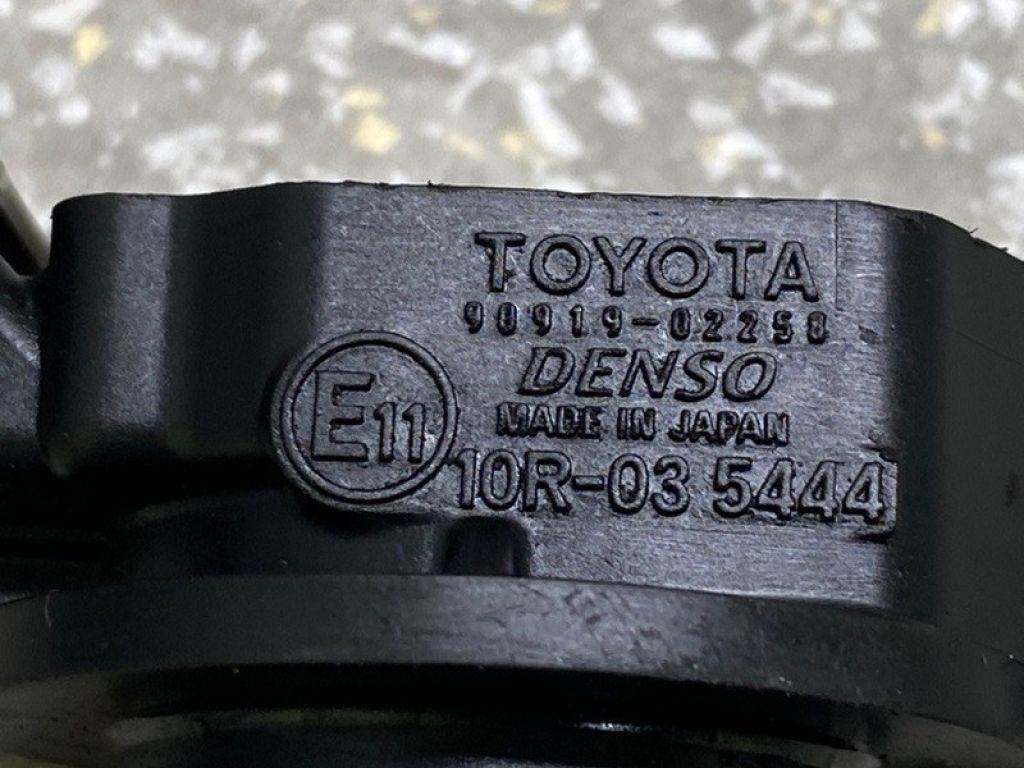 TOYOTA
90919-02258
DENSO
MADE IN JAPAN
E11
10R-03 5444